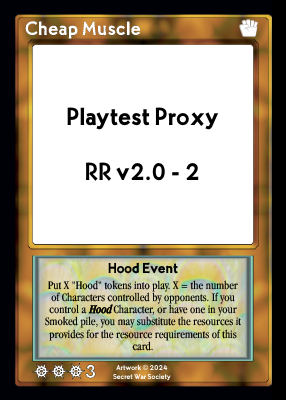 Cheap Muscle
Playtest Proxy
RR v2.0 - 2
Hood Event
Put X "Hood" tokens into play. X = the number
of Characters controlled by opponents. If you
control a Hood Character, or have one in your
Smoked pile, you may substitute the resources it
provides for the resource requirements of this
card.
3
Artwork © 2024
Secret War Society